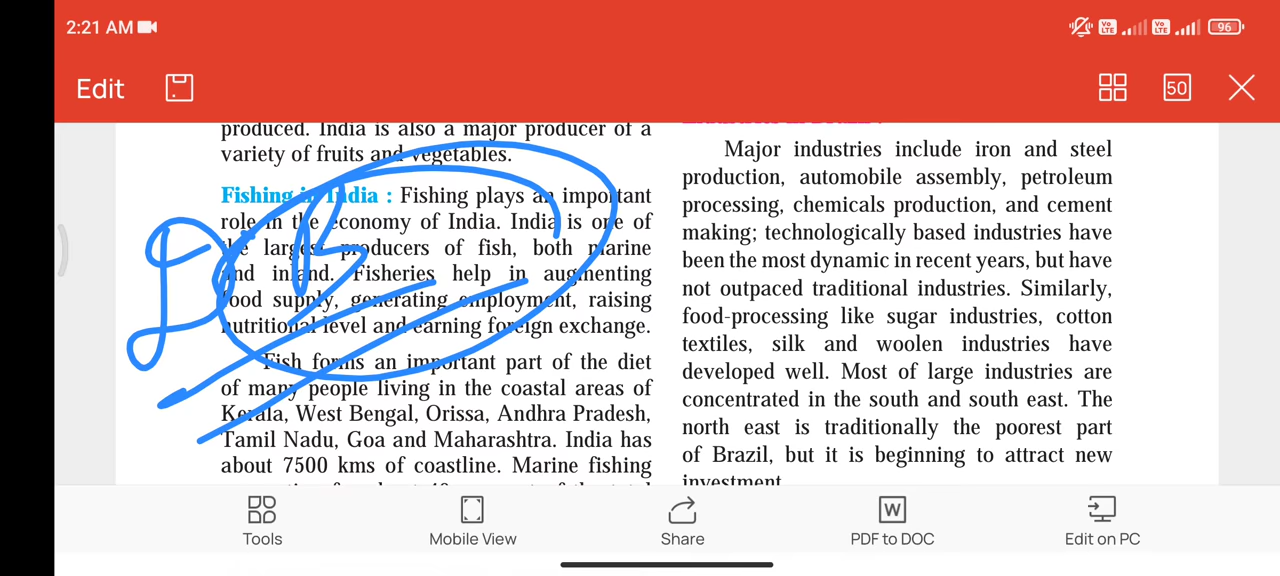 2:21 AM
Vo LTE Vo LTE 96
Edit 50
produced. India is also a major producer of a
variety of fruits and vegetables.
Fishing in India : Fishing plays an important
role in the economy of India. India is one of
the largest producers of fish, both marine
and inland. Fisheries help in augmenting
food supply, generating employment, raising
nutritional level and earning foreign exchange.
Fish forms an important part of the diet
of many people living in the coastal areas of
Kerala, West Bengal, Orissa, Andhra Pradesh,
Tamil Nadu, Goa and Maharashtra. India has
about 7500 kms of coastline. Marine fishing
Major industries include iron and steel
production, automobile assembly, petroleum
processing, chemicals production, and cement
making; technologically based industries have
been the most dynamic in recent years, but have
not outpaced traditional industries. Similarly,
food-processing like sugar industries, cotton
textiles, silk and woolen industries have
developed well. Most of large industries are
concentrated in the south and south east. The
north east is traditionally the poorest part
of Brazil, but it is beginning to attract new
investment.
Tools Mobile View Share PDF to DOC Edit on PC